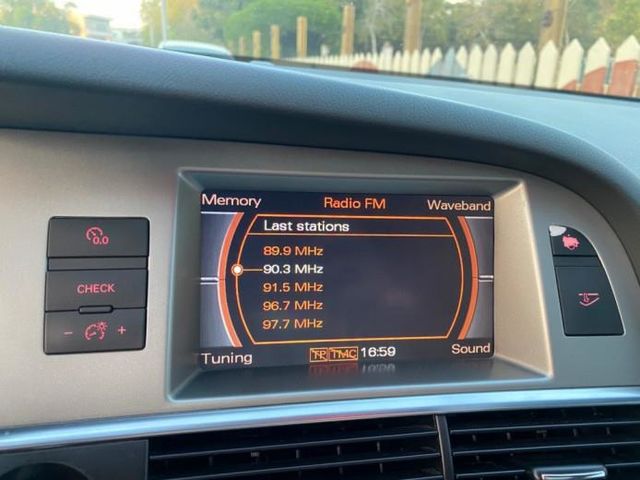 Memory Radio FM Waveband
Last stations
89.9 MHz
90.3 MHz
91.5 MHz
96.7 MHz
97.7 MHz
Tuning TP TMC 16:59 Sound
0.0
CHECK
- +